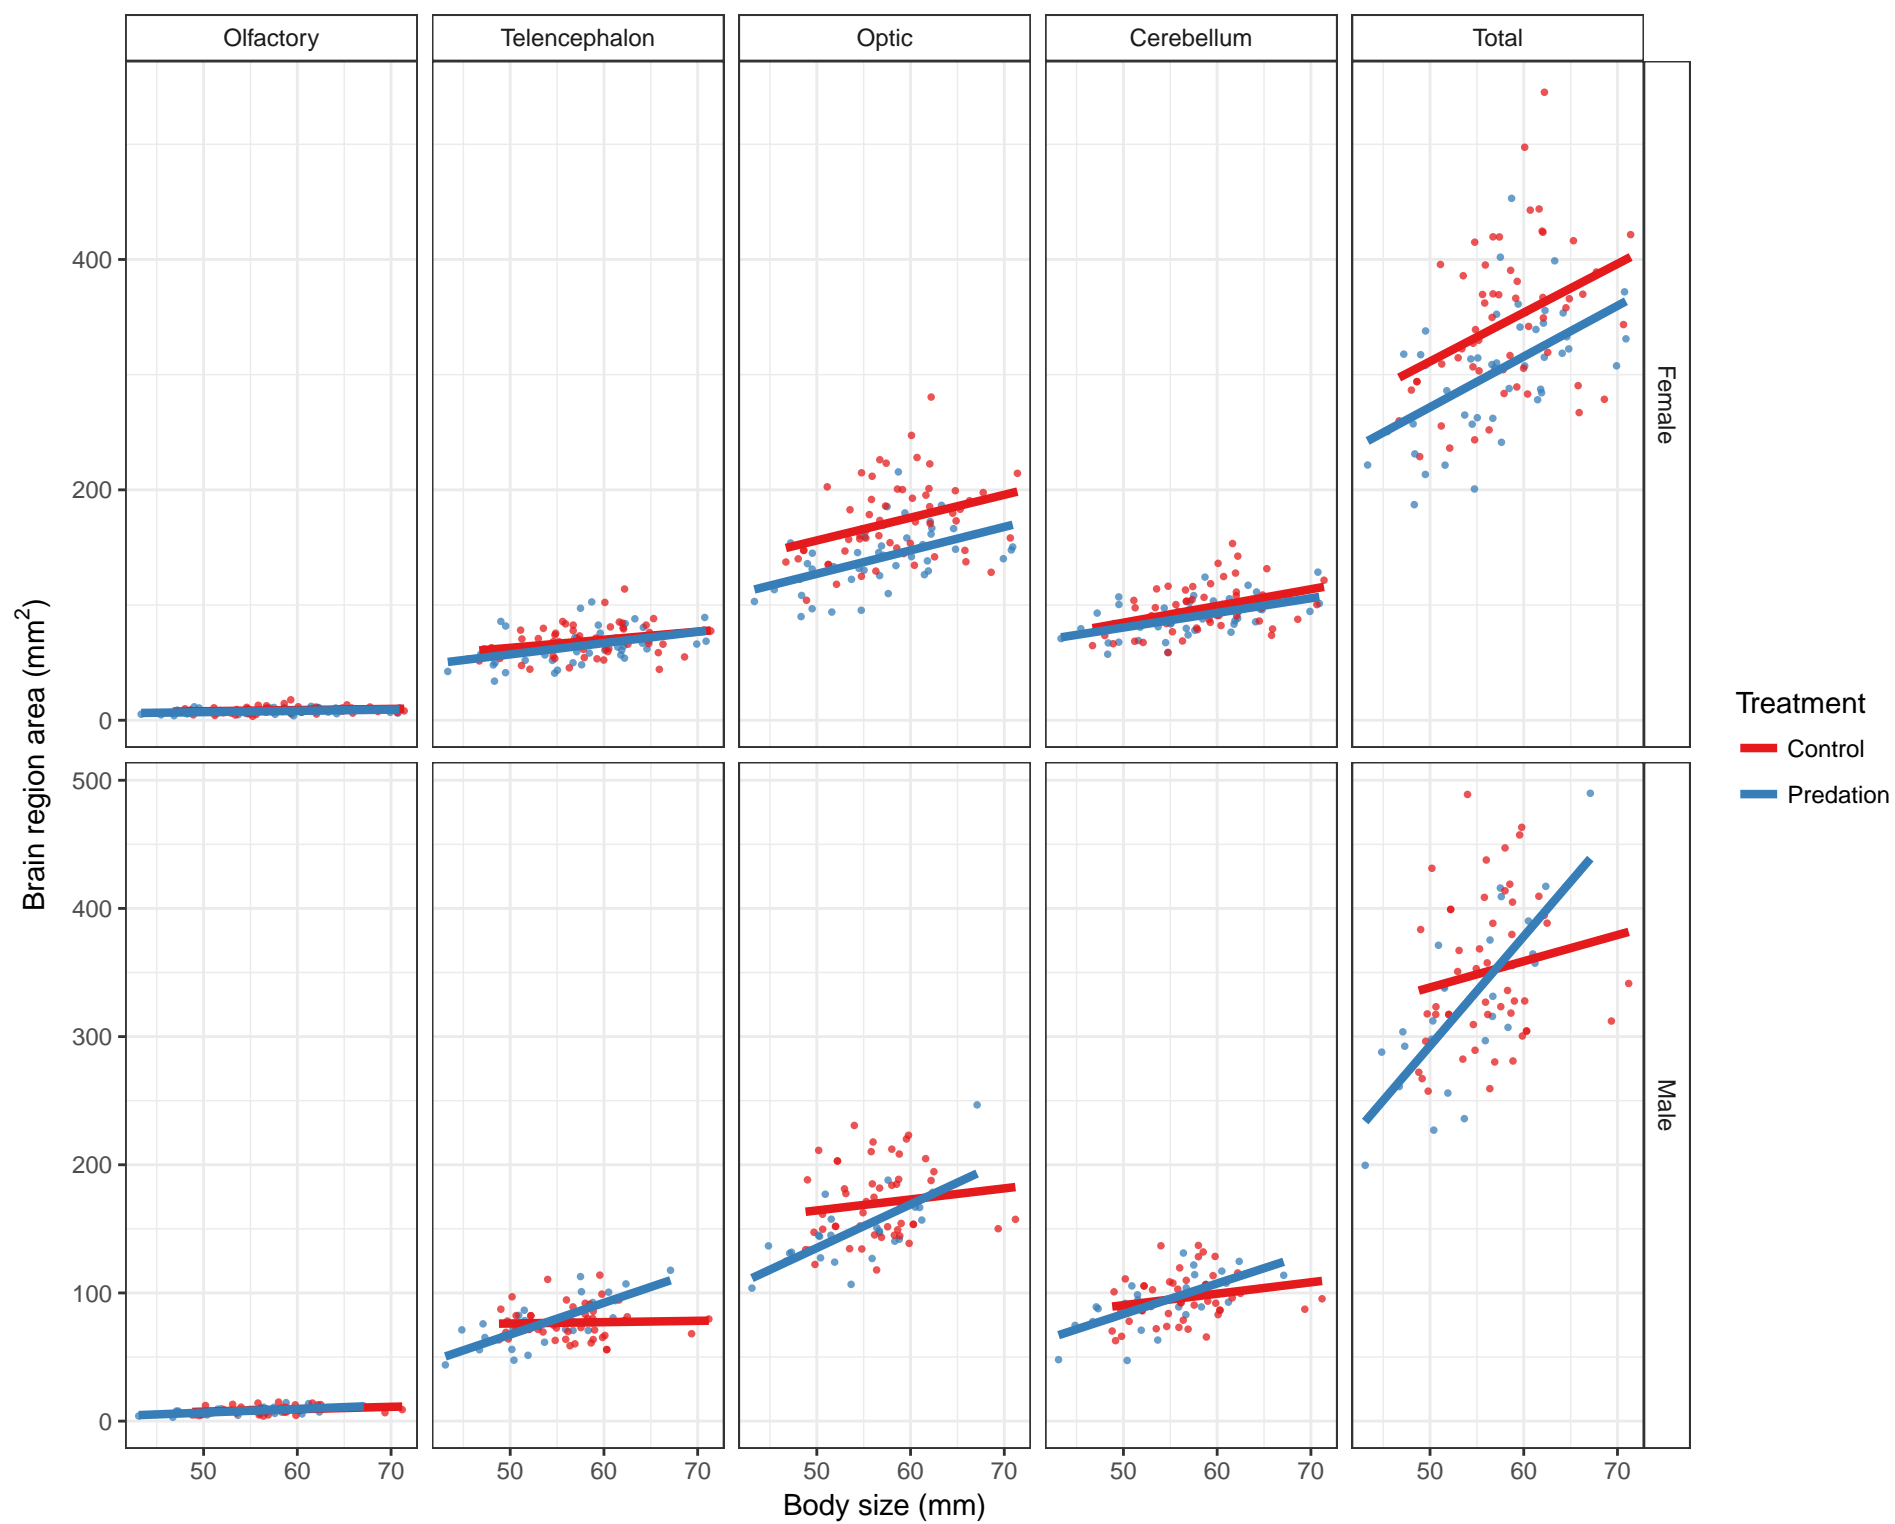 Olfactory
Telencephalon
Optic
Cerebellum
Total
400
200
0
Female
500
400
300
200
100
0
Male
50 60 70
50 60 70
50 60 70
50 60 70
50 60 70
Body size (mm)
Brain region area (mm²)
Treatment
Control
Predation